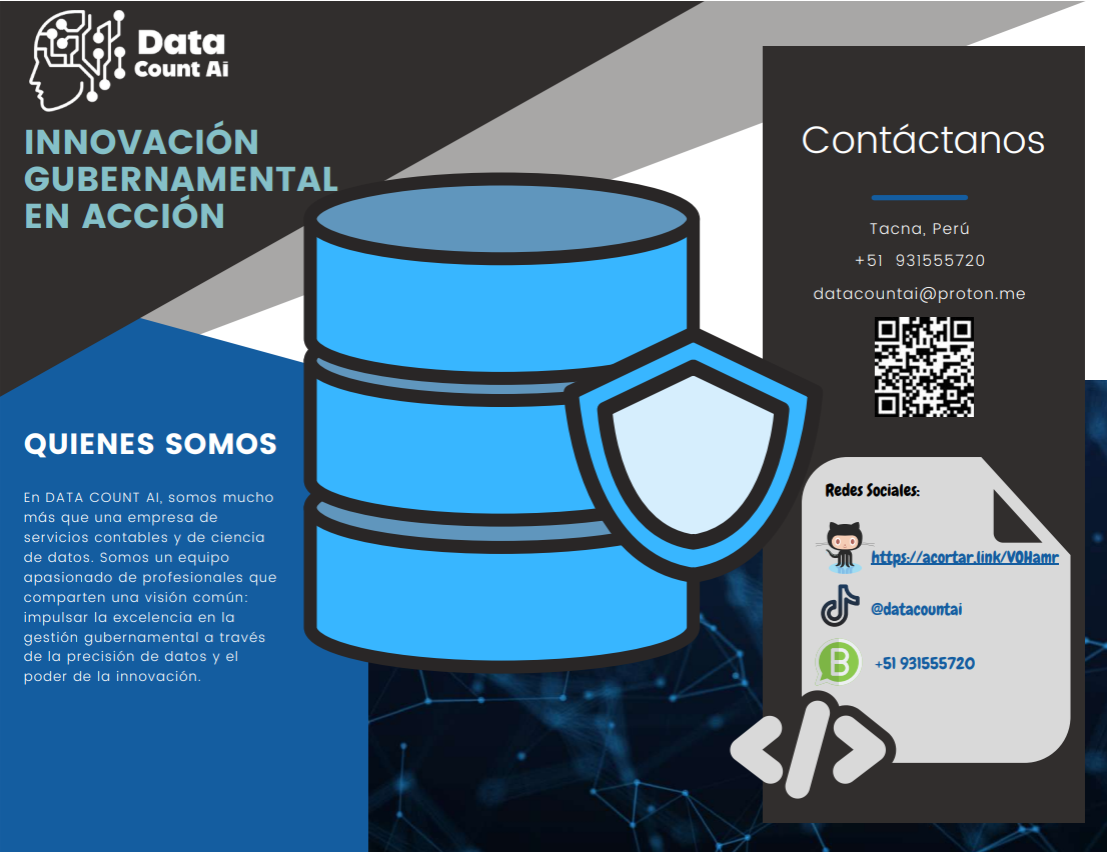 Data
Count Ai
INNOVACIÓN
GUBERNAMENTAL
EN ACCIÓN
QUIENES SOMOS
En DATA COUNT AI, somos mucho
más que una empresa de
servicios contables y de ciencia
de datos. Somos un equipo
apasionado de profesionales que
comparten una visión común:
impulsar la excelencia en la
gestión gubernamental a través
de la precisión de datos y el
poder de la innovación.
Contáctanos
Tacna, Perú
+51 931555720
datacountai@proton.me
Redes Sociales:
https://acortar.link/VOHamr
@datacountai
B
+51 931555720